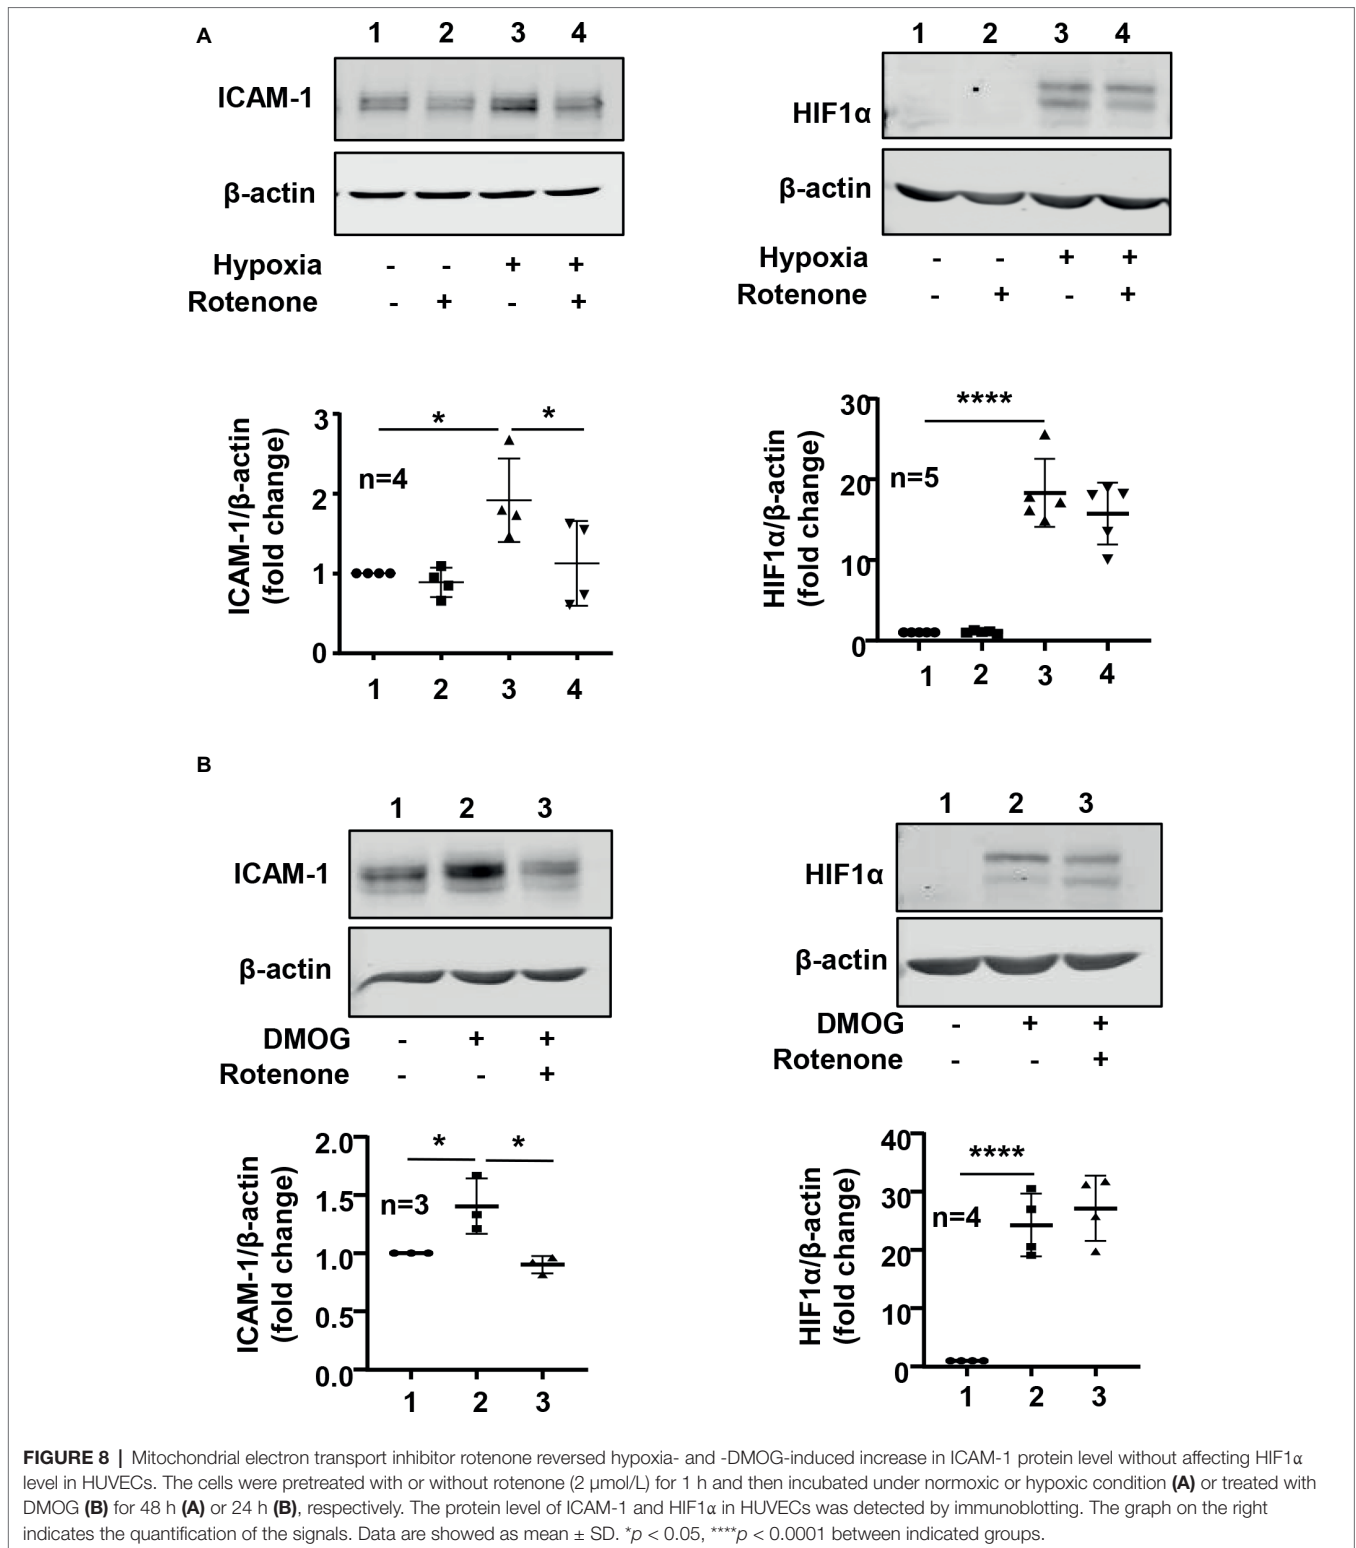 A
1 2 3 4
ICAM-1
β-actin
Hypoxia - - + +
Rotenone - + - +
1 2 3 4
HIF1α
β-actin
Hypoxia - - + +
Rotenone - + - +
ICAM-1/β-actin
(fold change)
3
2
1
0
n=4
* *
1 2 3 4
HIF1α/β-actin
(fold change)
30
20
10
0
n=5
****
1 2 3 4
B
1 2 3
ICAM-1
β-actin
DMOG - + +
Rotenone - - +
1 2 3
HIF1α
β-actin
DMOG - + +
Rotenone - - +
ICAM-1/β-actin
(fold change)
2.0
1.5
1.0
0.5
0.0
n=3
* *
1 2 3
HIF1α/β-actin
(fold change)
40
30
20
10
0
n=4
****
1 2 3
FIGURE 8 | Mitochondrial electron transport inhibitor rotenone reversed hypoxia- and -DMOG-induced increase in ICAM-1 protein level without affecting HIF1α
level in HUVECs. The cells were pretreated with or without rotenone (2 μmol/L) for 1 h and then incubated under normoxic or hypoxic condition (A) or treated with
DMOG (B) for 48 h (A) or 24 h (B), respectively. The protein level of ICAM-1 and HIF1α in HUVECs was detected by immunoblotting. The graph on the right
indicates the quantification of the signals. Data are showed as mean ± SD. *p < 0.05, ****p < 0.0001 between indicated groups.